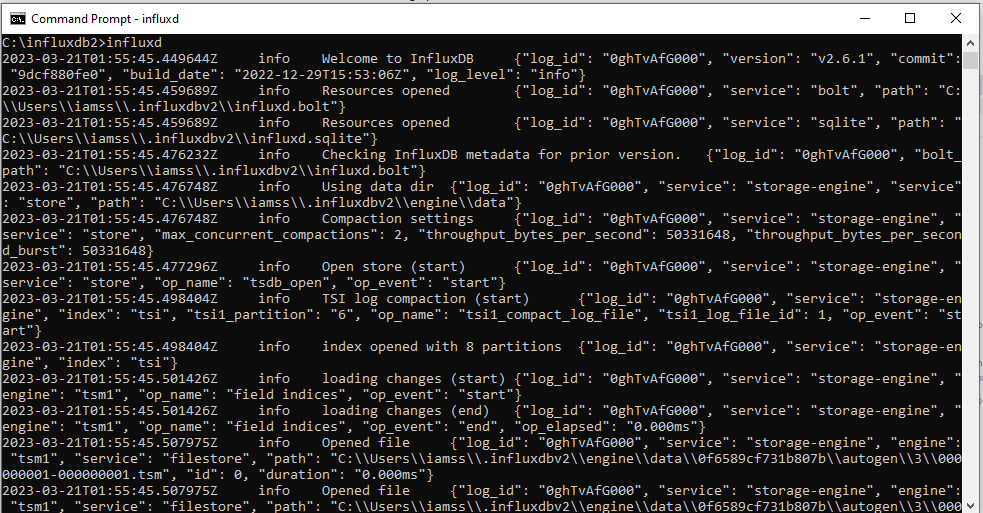 Command Prompt - influxd
C:\influxdb2>influxd
2023-03-21T01:55:45.449644Z     info    Welcome to InfluxDB     {"log_id": "0ghTvAfG000", "version": "v2.6.1", "commit":
 "9dcf880fe0", "build_date": "2022-12-29T15:53:06Z", "log_level": "info"}
2023-03-21T01:55:45.459689Z     info    Resources opened        {"log_id": "0ghTvAfG000", "service": "bolt", "path": "C:
\\Users\\iamss\\.influxdbv2\\influxd.bolt"}
2023-03-21T01:55:45.459689Z     info    Resources opened        {"log_id": "0ghTvAfG000", "service": "sqlite", "path": "
C:\\Users\\iamss\\.influxdbv2\\influxd.sqlite"}
2023-03-21T01:55:45.476232Z     info    Checking InfluxDB metadata for prior version.   {"log_id": "0ghTvAfG000", "bolt_
path": "C:\\Users\\iamss\\.influxdbv2\\influxd.bolt"}
2023-03-21T01:55:45.476748Z     info    Using data dir  {"log_id": "0ghTvAfG000", "service": "storage-engine", "service"
: "store", "path": "C:\\Users\\iamss\\.influxdbv2\\engine\\data"}
2023-03-21T01:55:45.476748Z     info    Compaction settings     {"log_id": "0ghTvAfG000", "service": "storage-engine", "
service": "store", "max_concurrent_compactions": 2, "throughput_bytes_per_second": 50331648, "throughput_bytes_per_secon
d_burst": 50331648}
2023-03-21T01:55:45.477296Z     info    Open store (start)      {"log_id": "0ghTvAfG000", "service": "storage-engine", "
service": "store", "op_name": "tsdb_open", "op_event": "start"}
2023-03-21T01:55:45.498404Z     info    TSI log compaction (start)      {"log_id": "0ghTvAfG000", "service": "storage-en
gine", "index": "tsi", "tsi1_partition": "6", "op_name": "tsi1_compact_log_file", "tsi1_log_file_id": 1, "op_event": "st
art"}
2023-03-21T01:55:45.498404Z     info    index opened with 8 partitions  {"log_id": "0ghTvAfG000", "service": "storage-en
gine", "index": "tsi"}
2023-03-21T01:55:45.501426Z     info    loading changes (start) {"log_id": "0ghTvAfG000", "service": "storage-engine", "
engine": "tsm1", "op_name": "field indices", "op_event": "start"}
2023-03-21T01:55:45.501426Z     info    loading changes (end)   {"log_id": "0ghTvAfG000", "service": "storage-engine", "
engine": "tsm1", "op_name": "field indices", "op_event": "end", "op_elapsed": "0.000ms"}
2023-03-21T01:55:45.507975Z     info    Opened file     {"log_id": "0ghTvAfG000", "service": "storage-engine", "engine":
 "tsm1", "service": "filestore", "path": "C:\\Users\\iamss\\.influxdbv2\\engine\\data\\0f6589cf731b807b\\autogen\\3\\000
000001-000000001.tsm", "id": 0, "duration": "0.000ms"}
2023-03-21T01:55:45.507975Z     info    Opened file     {"log_id": "0ghTvAfG000", "service": "storage-engine", "engine":
 "tsm1", "service": "filestore", "path": "C:\\Users\\iamss\\.influxdbv2\\engine\\data\\0f6589cf731b807b\\autogen\\3\\000